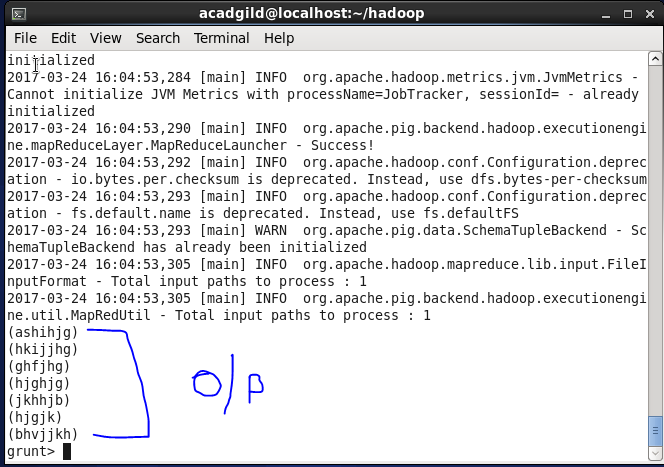 acadgild@localhost:~/hadoop
File Edit View Search Terminal Help
initialized
2017-03-24 16:04:53,284 [main] INFO  org.apache.hadoop.metrics.jvm.JvmMetrics -
Cannot initialize JVM Metrics with processName=JobTracker, sessionId= - already
initialized
2017-03-24 16:04:53,290 [main] INFO  org.apache.pig.backend.hadoop.executionengi
ne.mapReduceLayer.MapReduceLauncher - Success!
2017-03-24 16:04:53,292 [main] INFO  org.apache.hadoop.conf.Configuration.deprec
ation - io.bytes.per.checksum is deprecated. Instead, use dfs.bytes-per-checksum
2017-03-24 16:04:53,293 [main] INFO  org.apache.hadoop.conf.Configuration.deprec
ation - fs.default.name is deprecated. Instead, use fs.defaultFS
2017-03-24 16:04:53,293 [main] WARN  org.apache.pig.data.SchemaTupleBackend - Sc
hemaTupleBackend has already been initialized
2017-03-24 16:04:53,305 [main] INFO  org.apache.hadoop.mapreduce.lib.input.FileI
nputFormat - Total input paths to process : 1
2017-03-24 16:04:53,305 [main] INFO  org.apache.pig.backend.hadoop.executionengi
ne.util.MapRedUtil - Total input paths to process : 1
(ashihjg)
(hkijjhg)
(ghfjhg)
(hjghjg)
(jkhhjb)
(hjgjk)
(bhvjjkh)
o/p
grunt>